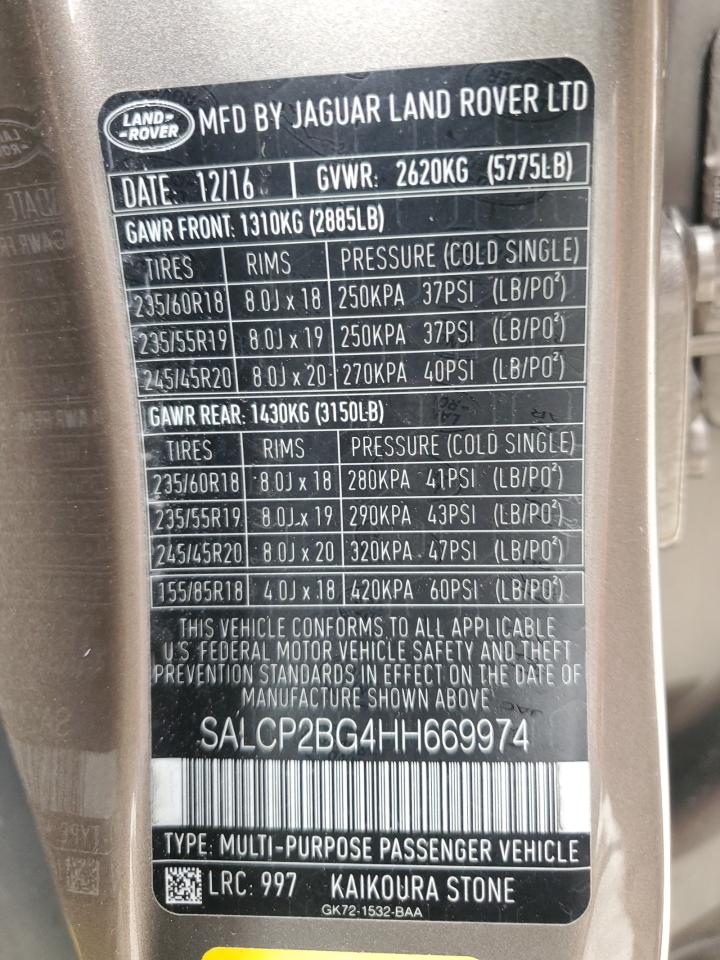 LAND-
-ROVER
MFD BY JAGUAR LAND ROVER LTD
DATE: 12/16 GVWR: 2620KG (5775LB)
GAWR FRONT: 1310KG (2885LB)
TIRES RIMS PRESSURE (COLD SINGLE)
235/60R18 8.0J x 18 250KPA 37PSI (LB/PO²)
235/55R19 8.0J x 19 250KPA 37PSI (LB/PO²)
245/45R20 8.0J x 20 270KPA 40PSI (LB/PO²)
GAWR REAR: 1430KG (3150LB)
TIRES RIMS PRESSURE (COLD SINGLE)
235/60R18 8.0J x 18 280KPA 41PSI (LB/PO²)
235/55R19 8.0J x 19 290KPA 43PSI (LB/PO²)
245/45R20 8.0J x 20 320KPA 47PSI (LB/PO²)
155/85R18 4.0J x 18 420KPA 60PSI (LB/PO²)
THIS VEHICLE CONFORMS TO ALL APPLICABLE
U.S. FEDERAL MOTOR VEHICLE SAFETY AND THEFT
PREVENTION STANDARDS IN EFFECT ON THE DATE OF
MANUFACTURE SHOWN ABOVE
SALCP2BG4HH669974
TYPE: MULTI-PURPOSE PASSENGER VEHICLE
LRC: 997 KAIKOURA STONE
GK72-1532-BAA